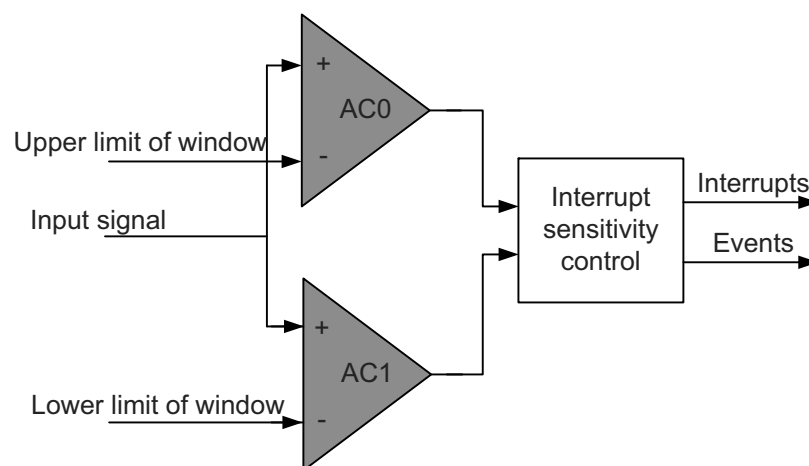 +
AC0
-
Upper limit of window
Input signal
Interrupt
sensitivity
control
Interrupts
Events
+
AC1
-
Lower limit of window